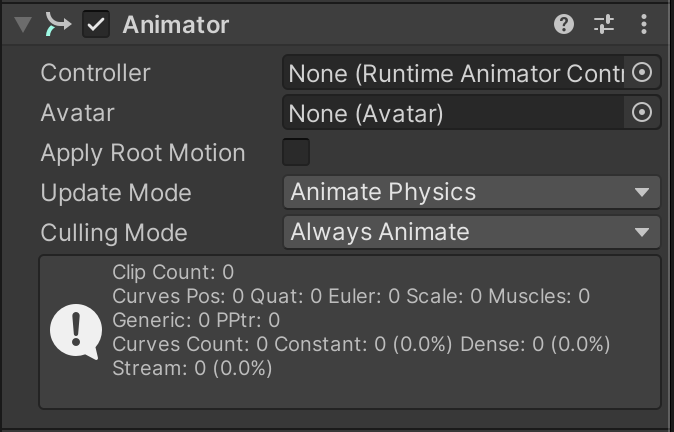 Animator
Controller None (Runtime Animator Contr
Avatar None (Avatar)
Apply Root Motion
Update Mode Animate Physics
Culling Mode Always Animate
Clip Count: 0
Curves Pos: 0 Quat: 0 Euler: 0 Scale: 0 Muscles: 0
Generic: 0 PPtr: 0
Curves Count: 0 Constant: 0 (0.0%) Dense: 0 (0.0%)
Stream: 0 (0.0%)